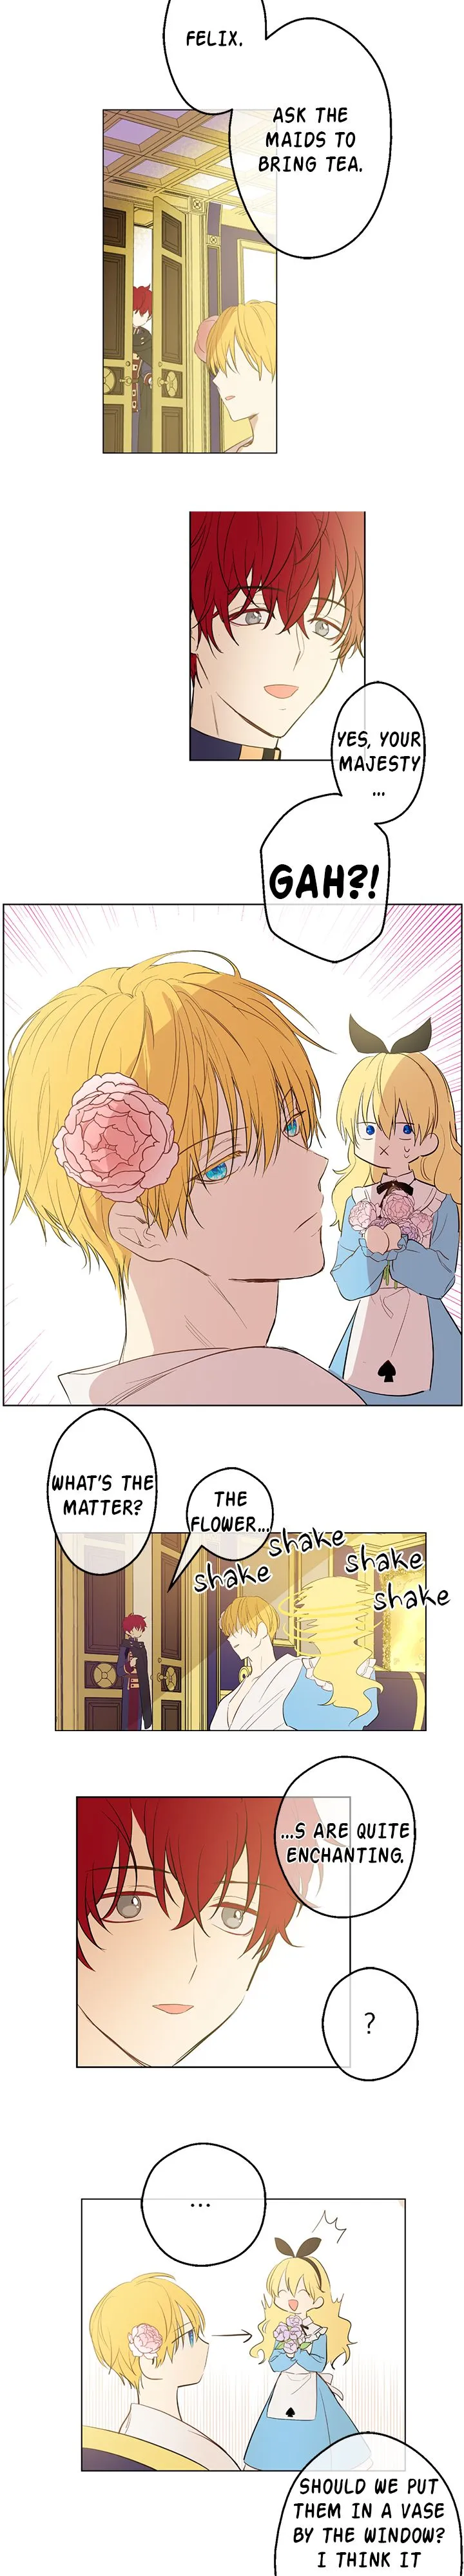 FELIX.
ASK THE
MAIDS TO
BRING TEA.
YES, YOUR
MAJESTY
...
GAH?!
WHAT'S THE
MATTER?
THE
FLOWER...
shake
shake
shake
shake
...S ARE QUITE
ENCHANTING.
?
...
SHOULD WE PUT
THEM IN A VASE
BY THE WINDOW?
I THINK IT